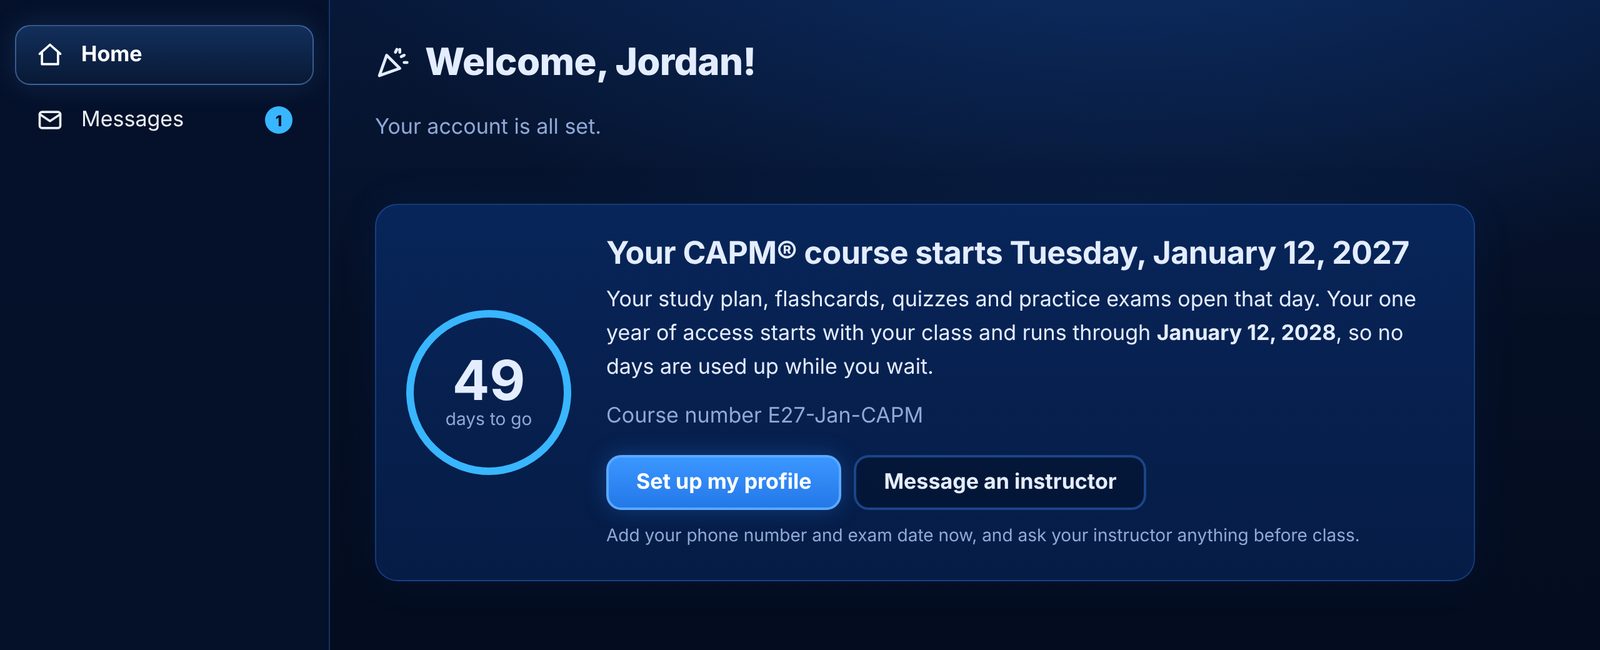 Home
Messages
1
Welcome, Jordan!
Your account is all set.
49
days to go
Your CAPM® course starts Tuesday, January 12, 2027
Your study plan, flashcards, quizzes and practice exams open that day. Your one
year of access starts with your class and runs through January 12, 2028, so no
days are used up while you wait.
Course number E27-Jan-CAPM
Set up my profile
Message an instructor
Add your phone number and exam date now, and ask your instructor anything before class.